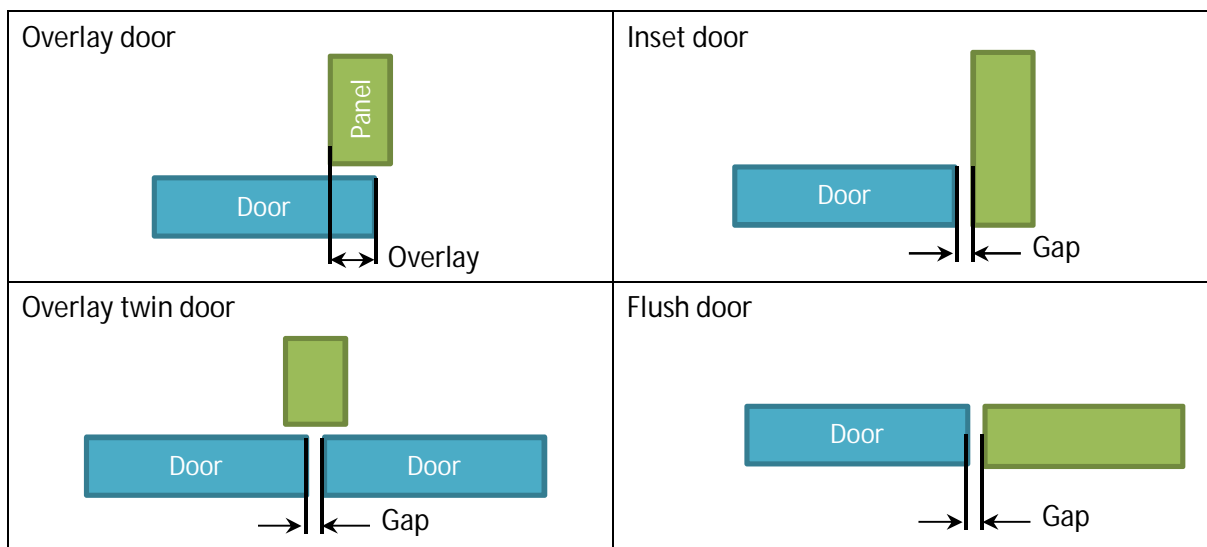 Overlay door
Panel
Door
Overlay
Inset door
Door
Gap
Overlay twin door
Door Door
Gap
Flush door
Door
Gap